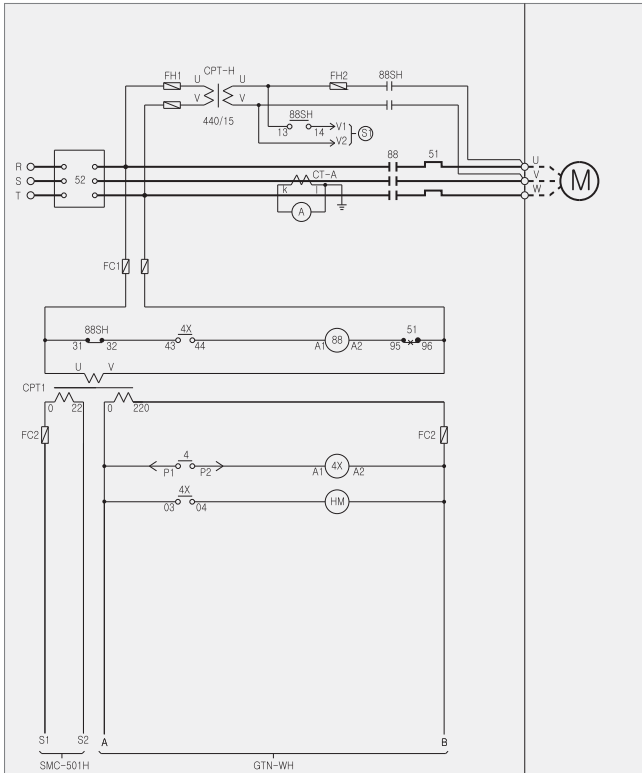 FH1 CPT-H FH2 88SH
U U
V V
440/15
88SH
13 14 V1
V2 S1
R
S
T
52
88 51
CT-A
k l
A
U
V
W
M
FC1
88SH 4X 51
31 32 43 44 A1 88 A2 95 96
U V
CPT1
0 22 0 220
FC2 FC2
4
P1 P2 A1 4X A2
4X
03 04 HM
S1 S2 A B
SMC-501H GTN-WH